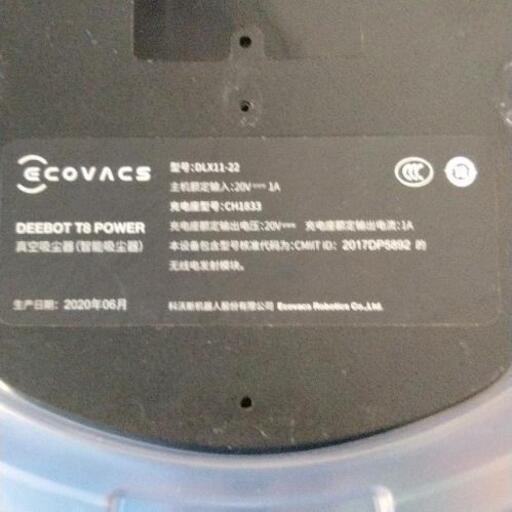 ECOVACS
DEEBOT T8 POWER
真空吸尘器(智能吸尘器)
型号:DLX11-22
主机额定输入:20V⎓1A
充电座型号:CH1833
充电座额定输出电压:20V⎓ 充电座额定输出电流:1A
本设备包含型号核准代码为:CMIIT ID: 2017DP5892 的
无线电发射模块。
生产日期: 2020年06月
科沃斯机器人股份有限公司 Ecovacs Robotics Co.,Ltd.
CCC
10